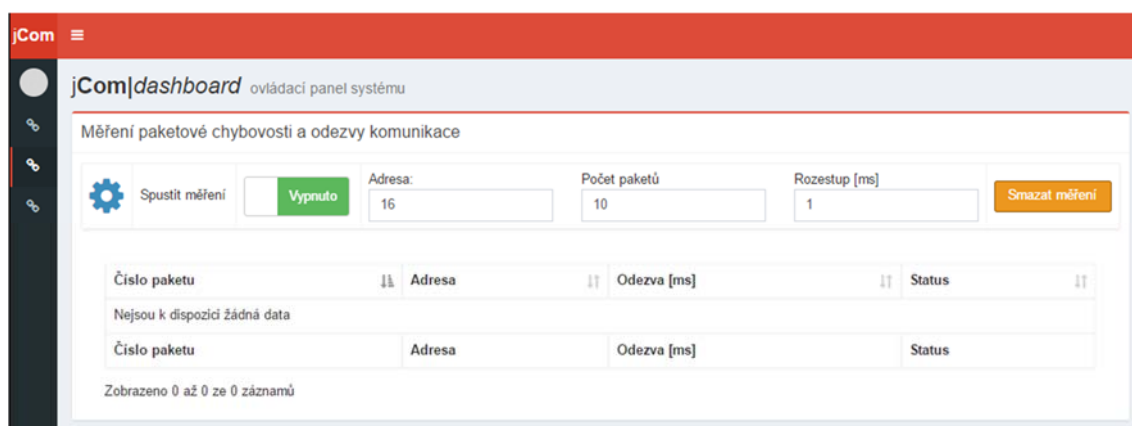 jCom
jCom|dashboard ovládací panel systému
Měření paketové chybovosti a odezvy komunikace
Spustit měření
Vypnuto
Adresa:
16
Počet paketů
10
Rozestup [ms]
1
Smazat měření
Číslo paketu Adresa Odezva [ms] Status
Nejsou k dispozici žádná data
Číslo paketu Adresa Odezva [ms] Status
Zobrazeno 0 až 0 ze 0 záznamů